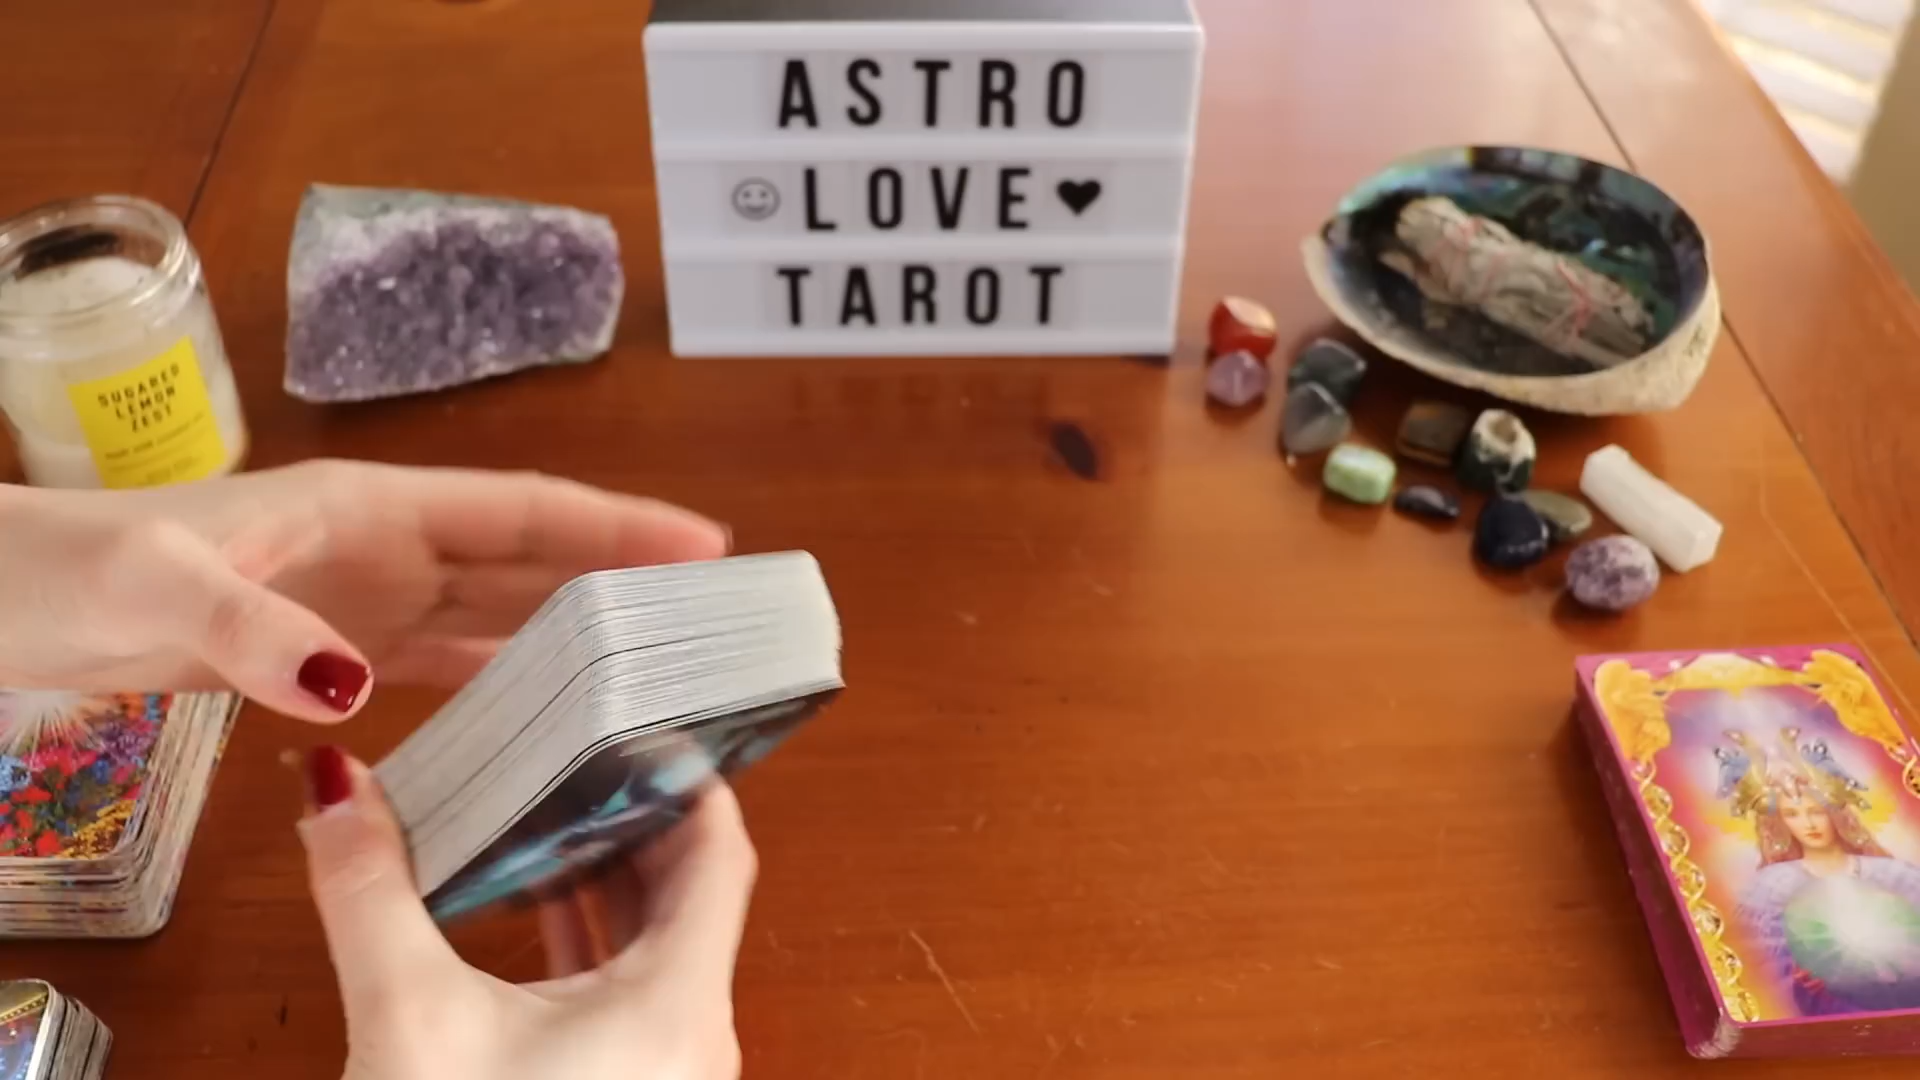 ASTRO
☺LOVE♥
TAROT
SUGARED
LEMON
ZEST